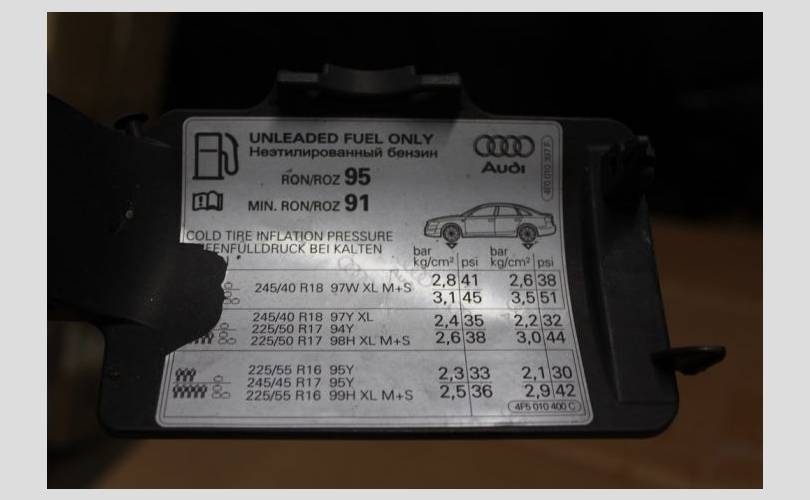 UNLEADED FUEL ONLY
Неэтилированный бензин
RON/ROZ 95
MIN. RON/ROZ 91
Audi
4F0 010 397 F
COLD TIRE INFLATION PRESSURE
BEI KALTEN
bar psi bar psi
kg/cm² kg/cm²
245/40 R18 97W XL M+S 2,8 41 2,6 38
3,1 45 3,5 51
245/40 R18 97Y XL 2,4 35 2,2 32
225/50 R17 94Y
225/50 R17 98H XL M+S 2,6 38 3,0 44
225/55 R16 95Y 2,3 33 2,1 30
245/45 R17 95Y
225/55 R16 99H XL M+S 2,5 36 2,9 42
4F5 010 400 C